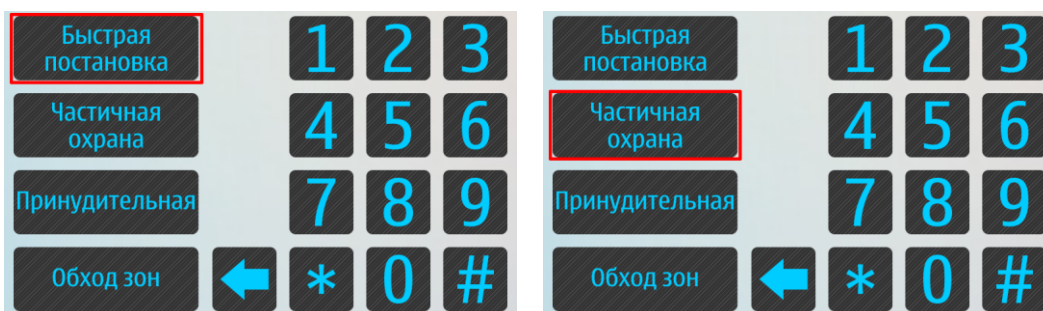 Быстрая
постановка
1 2 3
Частичная
охрана
4 5 6
Принудительная
7 8 9
Обход зон
* 0 #
Быстрая
постановка
1 2 3
Частичная
охрана
4 5 6
Принудительная
7 8 9
Обход зон
* 0 #